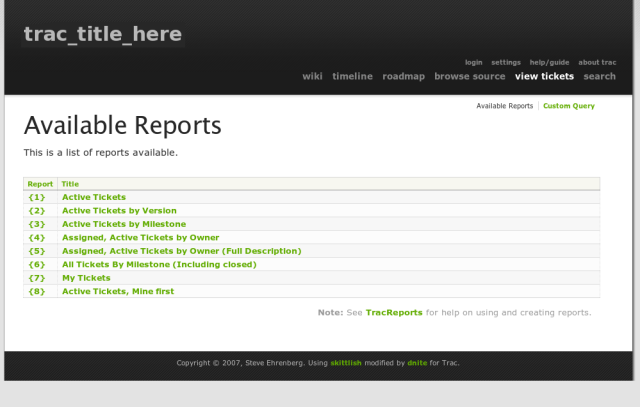 trac_title_here
login settings help/guide about trac
wiki timeline roadmap browse source view tickets search
Available Reports Custom Query
Available Reports
This is a list of reports available.
Report Title
{1} Active Tickets
{2} Active Tickets by Version
{3} Active Tickets by Milestone
{4} Assigned, Active Tickets by Owner
{5} Assigned, Active Tickets by Owner (Full Description)
{6} All Tickets By Milestone (Including closed)
{7} My Tickets
{8} Active Tickets, Mine first
Note: See TracReports for help on using and creating reports.
Copyright © 2007, Steve Ehrenberg. Using skittlish modified by dnite for Trac.